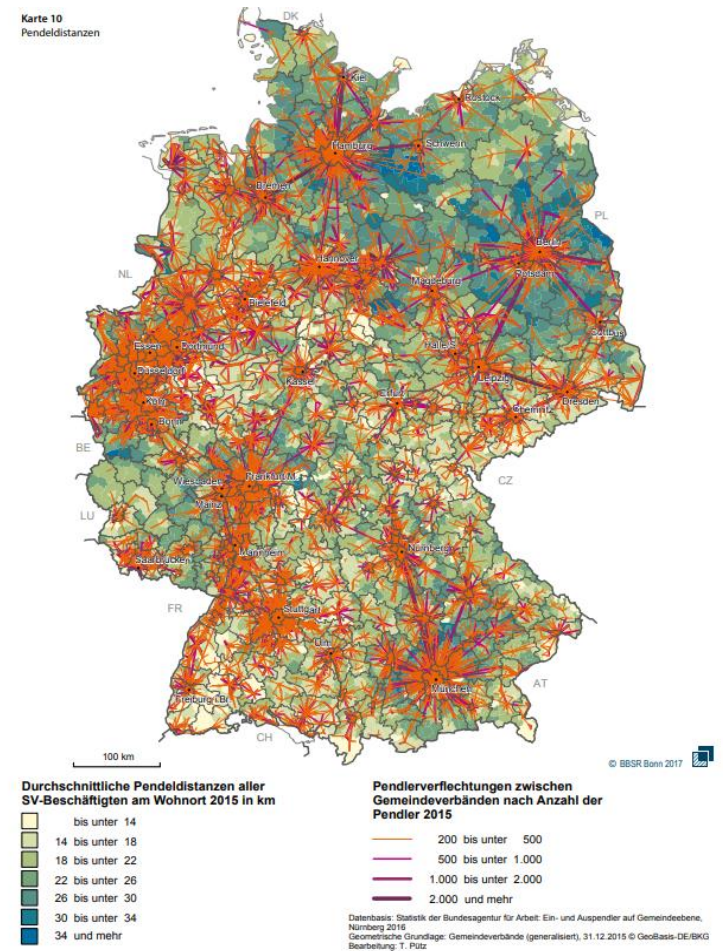 Karte 10
Pendeldistanzen
DK
Kiel
Rostock
Hamburg
Schwerin
Bremen
PL
Berlin
Hannover
Potsdam
NL
Magdeburg
Bielefeld
Cottbus
Essen
Dortmund
Halle/S.
Düsseldorf
Leipzig
Kassel
Köln
Erfurt
Dresden
Chemnitz
Bonn
BE
Wiesbaden
Frankfurt/M.
CZ
Mainz
LU
Nürnberg
Mannheim
Saarbrücken
FR
Stuttgart
Ulm
München
AT
Freiburg i.Br.
CH
100 km
© BBSR Bonn 2017
Durchschnittliche Pendeldistanzen aller
SV-Beschäftigten am Wohnort 2015 in km
bis unter 14
14 bis unter 18
18 bis unter 22
22 bis unter 26
26 bis unter 30
30 bis unter 34
34 und mehr
Pendlerverflechtungen zwischen
Gemeindeverbänden nach Anzahl der
Pendler 2015
200 bis unter 500
500 bis unter 1.000
1.000 bis unter 2.000
2.000 und mehr
Datenbasis: Statistik der Bundesagentur für Arbeit: Ein- und Auspendler auf Gemeindeebene,
Nürnberg 2016
Geometrische Grundlage: Gemeindeverbände (generalisiert), 31.12.2015 © GeoBasis-DE/BKG
Bearbeitung: T. Pütz